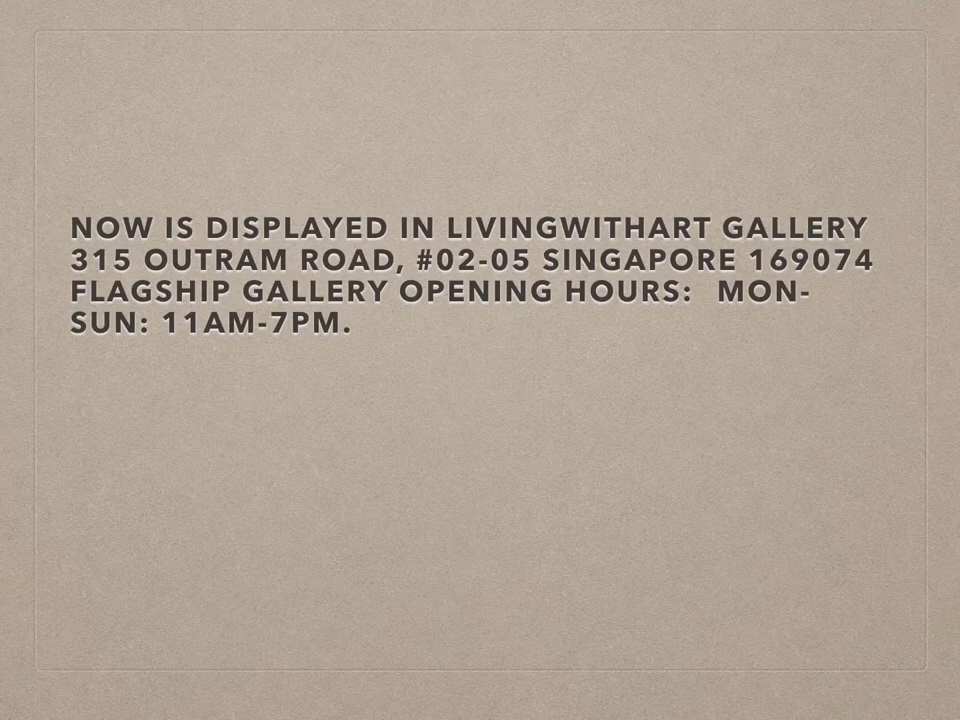 NOW IS DISPLAYED IN LIVINGWITHART GALLERY
315 OUTRAM ROAD, #02-05 SINGAPORE 169074
FLAGSHIP GALLERY OPENING HOURS:  MON-
SUN: 11AM-7PM.